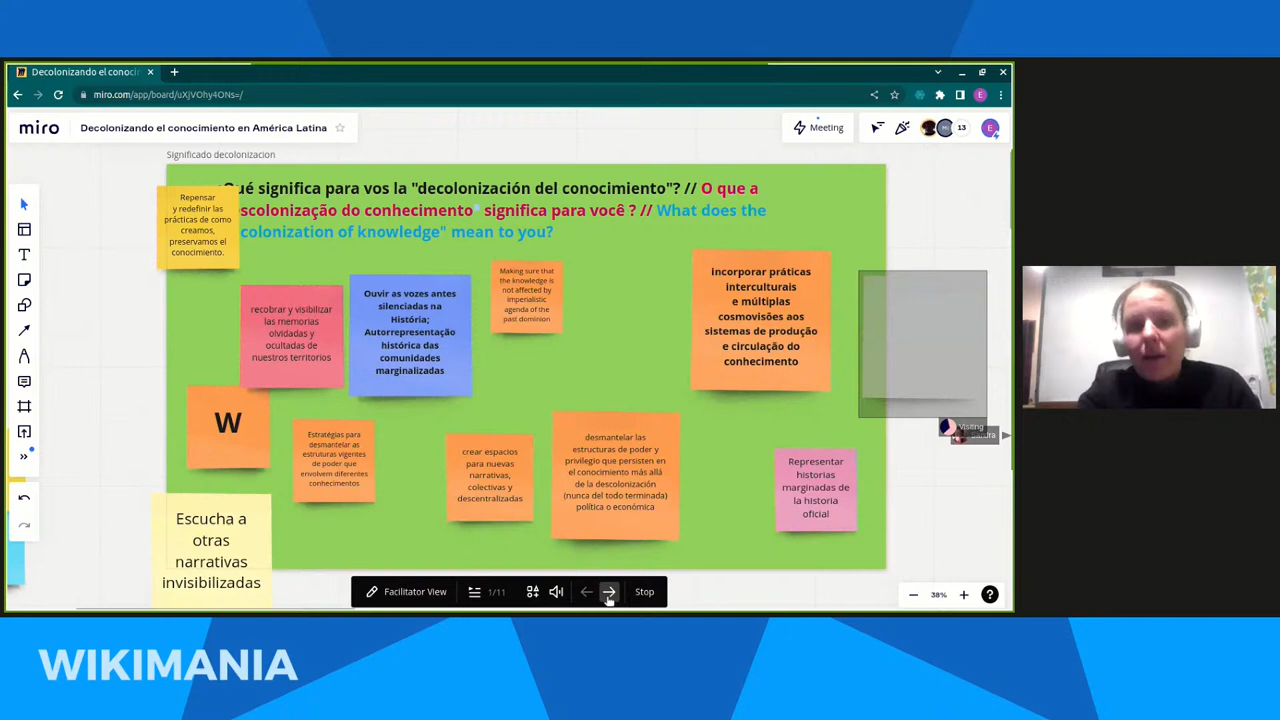 Decolonizando el conoci
miro.com/app/board/uXjVOhy4ONs=/
E
miro
Decolonizando el conocimiento en América Latina
Meeting
13
E
Significado decolonizacion
Qué significa para vos la "decolonización del conocimiento"? // O que a
escolonização do conhecimento" significa para você ? // What does the
colonization of knowledge" mean to you?
Repensar
y redefinir las
prácticas de como
creamos,
preservamos el
conocimiento.
recobrar y visibilizar
las memorias
olvidadas y
ocultadas de
nuestros territorios
Ouvir as vozes antes
silenciadas na
História;
Autorrepresentação
histórica das
comunidades
marginalizadas
Making sure that
the knowledge is
not affected by
imperialistic
agenda of the
past dominion
incorporar práticas
interculturais
e múltiplas
cosmovisões aos
sistemas de produção
e circulação do
conhecimento
W
Estratégias para
desmantelar as
estruturas vigentes
de poder que
envolvem diferentes
conhecimentos
crear espacios
para nuevas
narrativas,
colectivas y
descentralizadas
desmantelar las
estructuras de poder y
privilegio que persisten en
el conocimiento más allá
de la descolonización
(nunca del todo terminada)
política o económica
Representar
historias
marginadas de
la historia
oficial
Visiting
Escucha a
otras
narrativas
invisibilizadas
Facilitator View
1/11
Stop
38%
WIKIMANIA